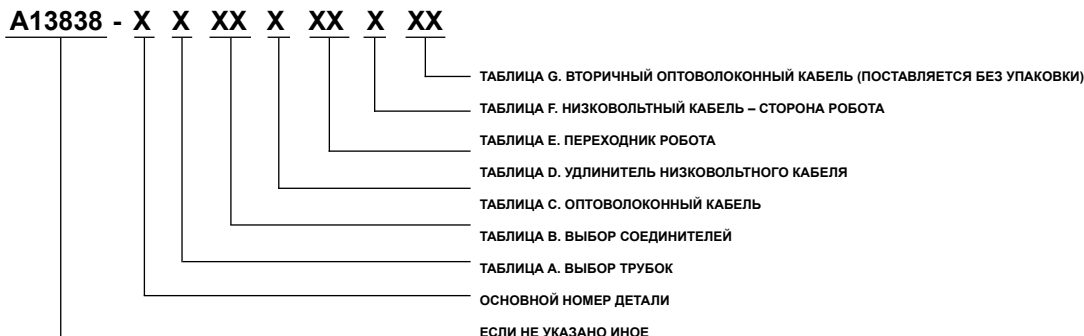 A13838 - X X XX X XX X XX
ТАБЛИЦА G. ВТОРИЧНЫЙ ОПТОВОЛОКОННЫЙ КАБЕЛЬ (ПОСТАВЛЯЕТСЯ БЕЗ УПАКОВКИ)
ТАБЛИЦА F. НИЗКОВОЛЬТНЫЙ КАБЕЛЬ – СТОРОНА РОБОТА
ТАБЛИЦА E. ПЕРЕХОДНИК РОБОТА
ТАБЛИЦА D. УДЛИНИТЕЛЬ НИЗКОВОЛЬТНОГО КАБЕЛЯ
ТАБЛИЦА C. ОПТОВОЛОКОННЫЙ КАБЕЛЬ
ТАБЛИЦА B. ВЫБОР СОЕДИНИТЕЛЕЙ
ТАБЛИЦА A. ВЫБОР ТРУБОК
ОСНОВНОЙ НОМЕР ДЕТАЛИ
ЕСЛИ НЕ УКАЗАНО ИНОЕ